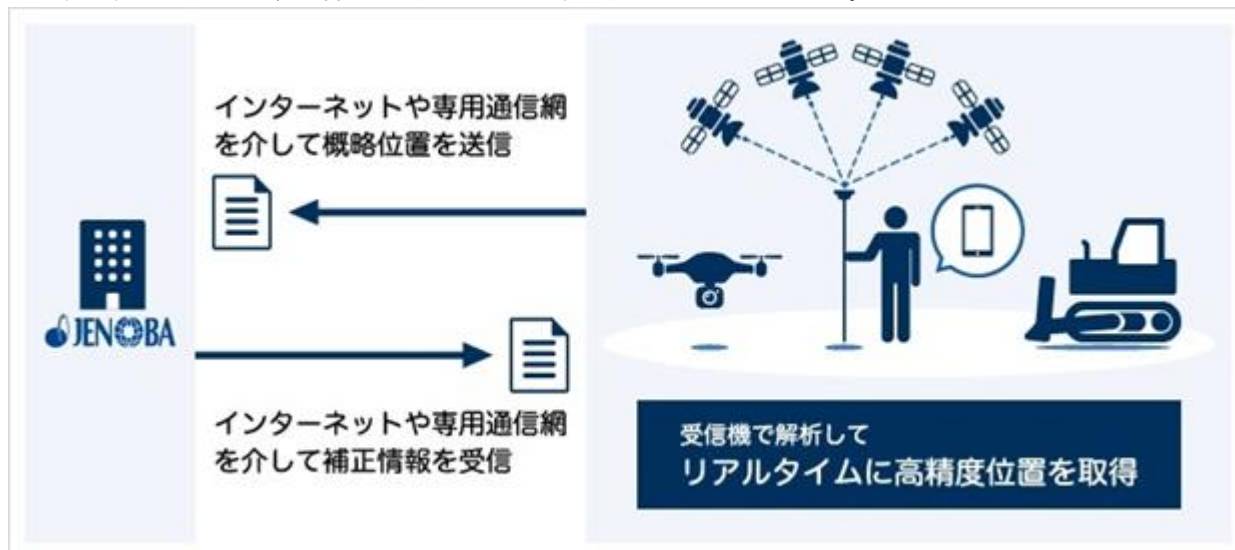 インターネットや専用通信網
を介して概略位置を送信
JENOBA
インターネットや専用通信網
を介して補正情報を受信
受信機で解析して
リアルタイムに高精度位置を取得